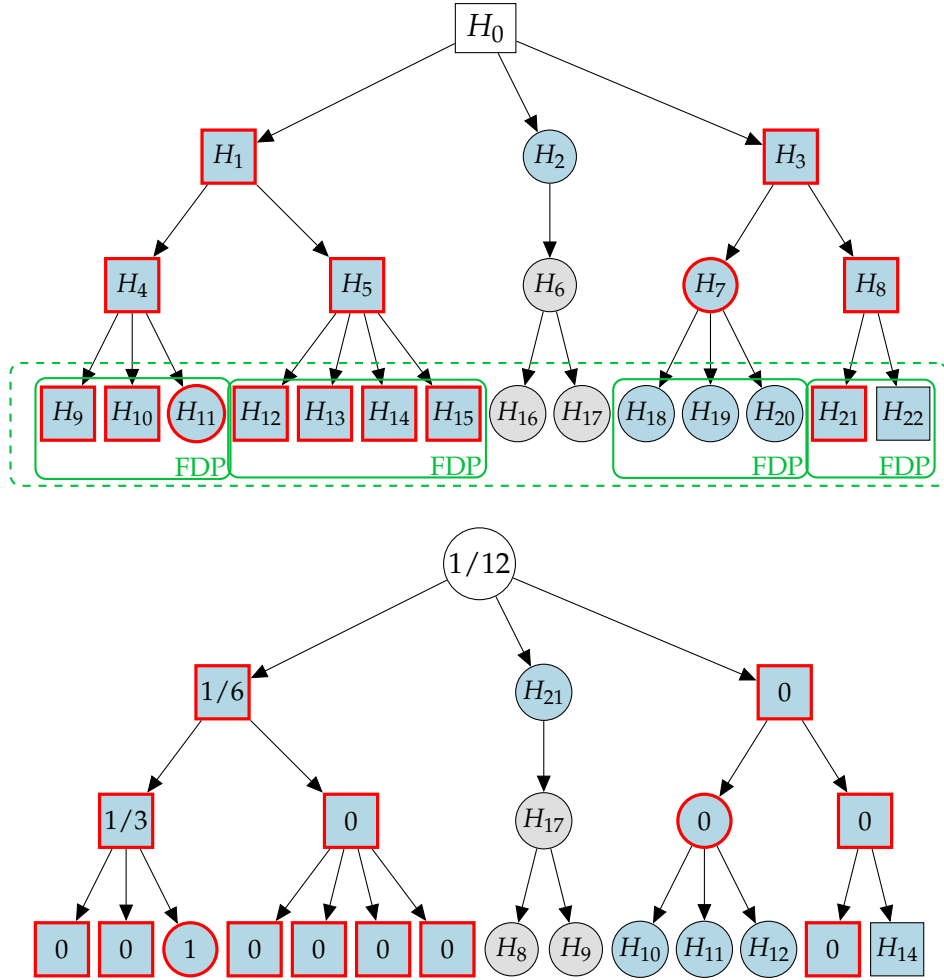 H0
H1 H2 H3
H4 H5 H6 H7 H8
H9 H10 H11 H12 H13 H14 H15 H16 H17 H18 H19 H20 H21 H22
FDP FDP FDP FDP
1/12
1/6 H21 0
1/3 0 H17 0 0
0 0 1 0 0 0 0 H8 H9 H10 H11 H12 0 H14